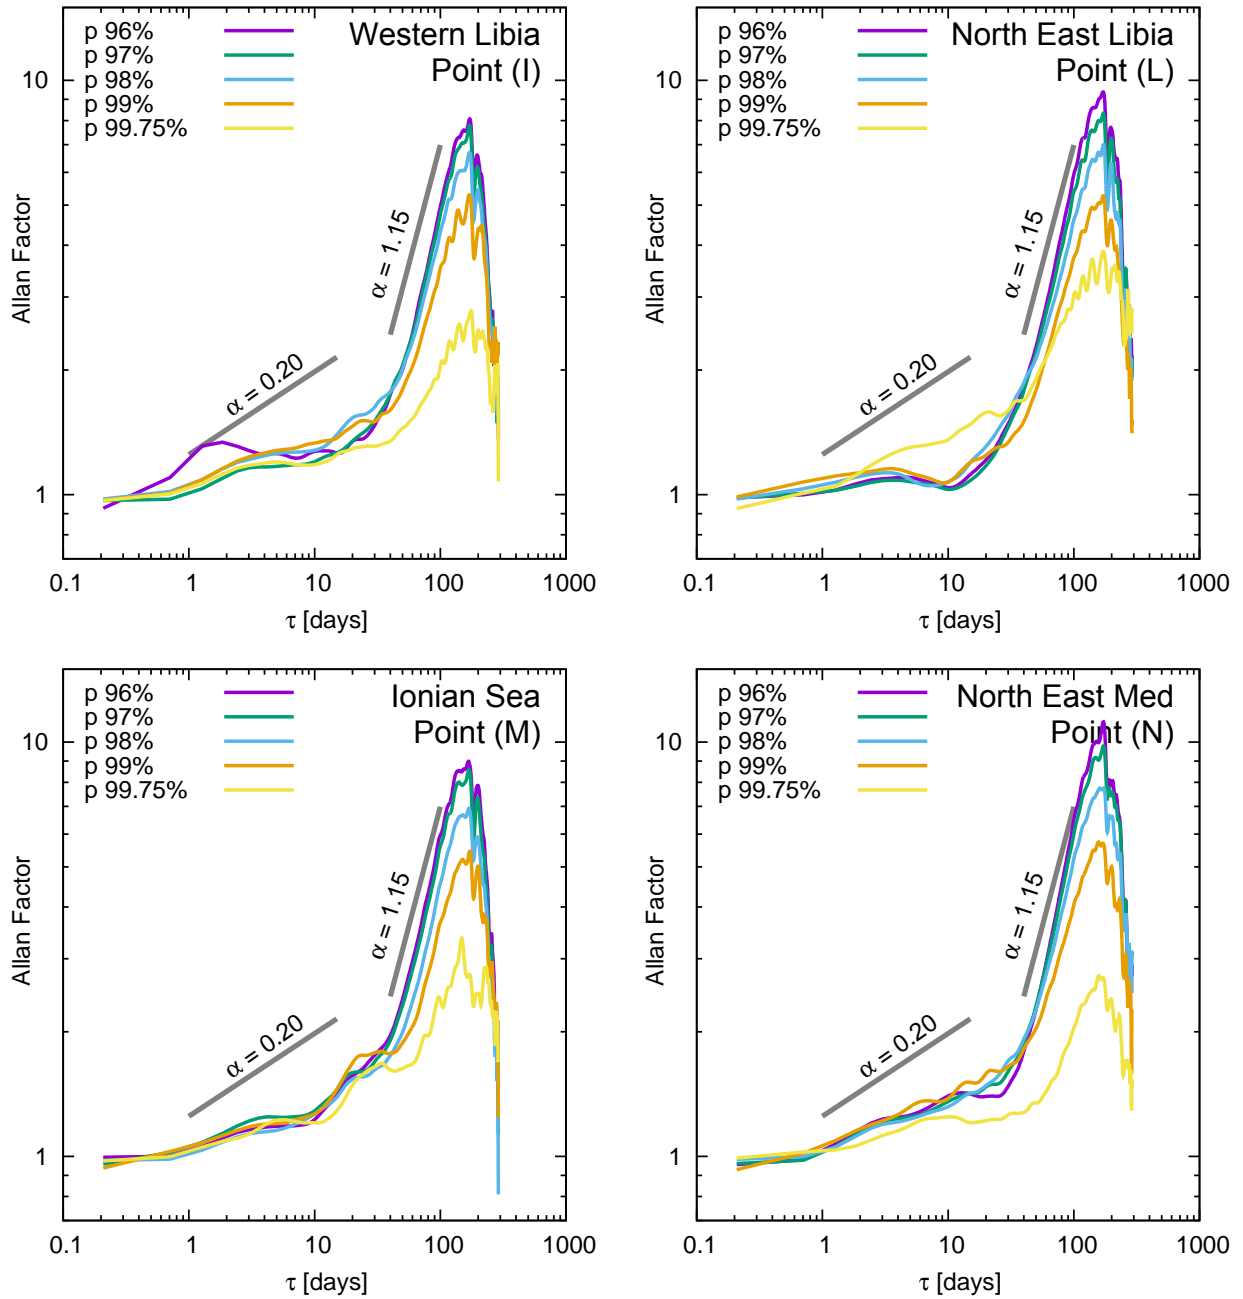 p 96%
p 97%
p 98%
p 99%
p 99.75%
Western Libia
Point (I)
10
1
Allan Factor
α = 0.20
α = 1.15
0.1 1 10 100 1000
τ [days]
p 96%
p 97%
p 98%
p 99%
p 99.75%
North East Libia
Point (L)
10
1
Allan Factor
α = 0.20
α = 1.15
0.1 1 10 100 1000
τ [days]
p 96%
p 97%
p 98%
p 99%
p 99.75%
Ionian Sea
Point (M)
10
1
Allan Factor
α = 0.20
α = 1.15
0.1 1 10 100 1000
τ [days]
p 96%
p 97%
p 98%
p 99%
p 99.75%
North East Med
Point (N)
10
1
Allan Factor
α = 0.20
α = 1.15
0.1 1 10 100 1000
τ [days]